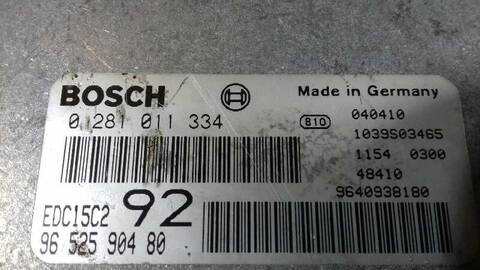 BOSCH
Made in Germany
0 281 011 334
B10
040410
1039S03465
1154 0300
48410
9640938180
EDC15C2
92
96 525 904 80